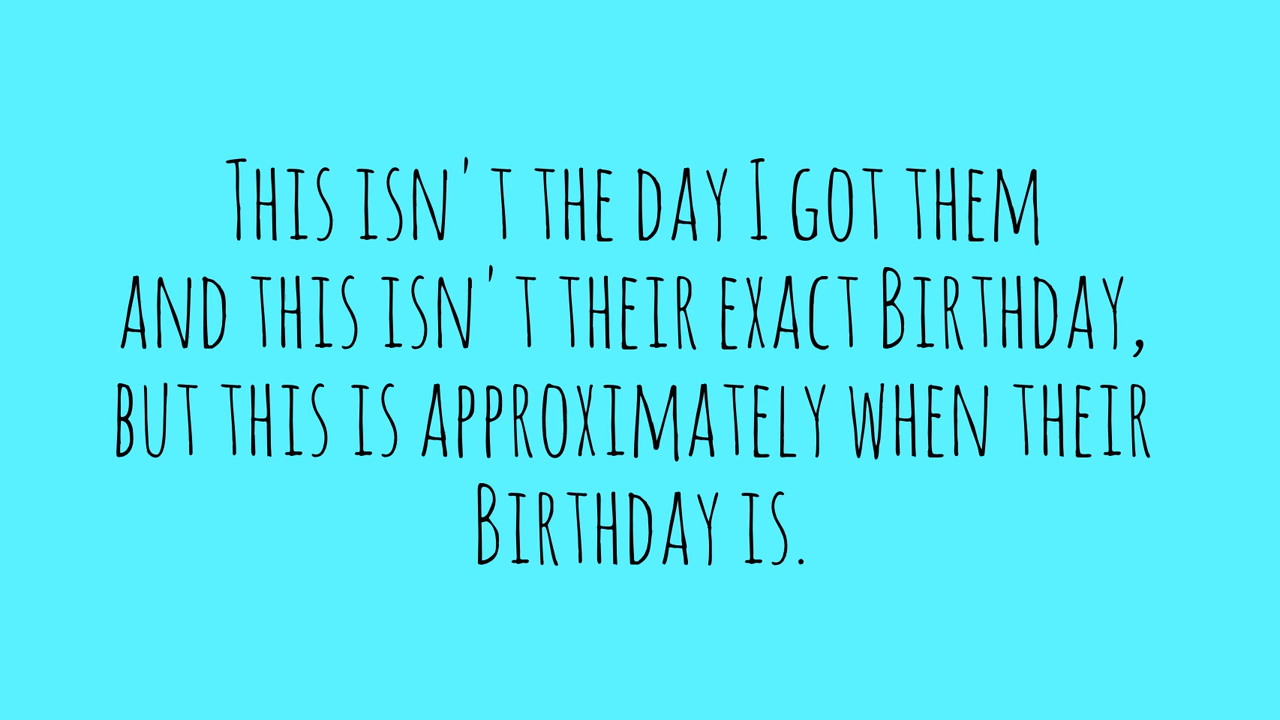 This isn't the day I got them
and this isn't their exact Birthday,
but this is approximately when their
Birthday is.